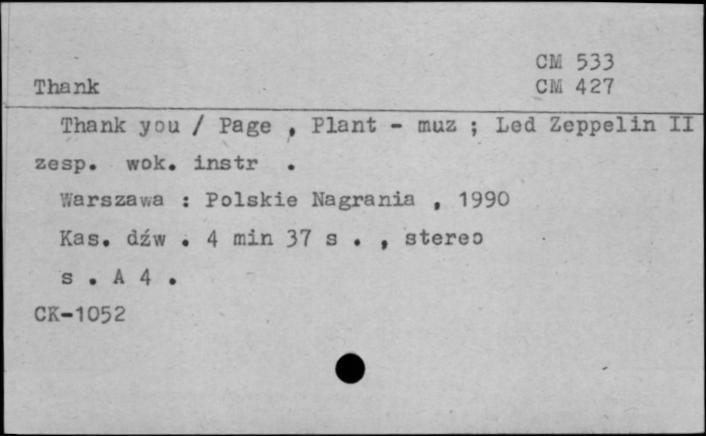 CM 533
Thank CM 427
Thank you / Page , Plant - muz ; Led Zeppelin II
zesp. wok. instr .
Warszawa : Polskie Nagrania , 1990
Kas. dźw . 4 min 37 s . , stereo
s . A 4 .
CK-1052